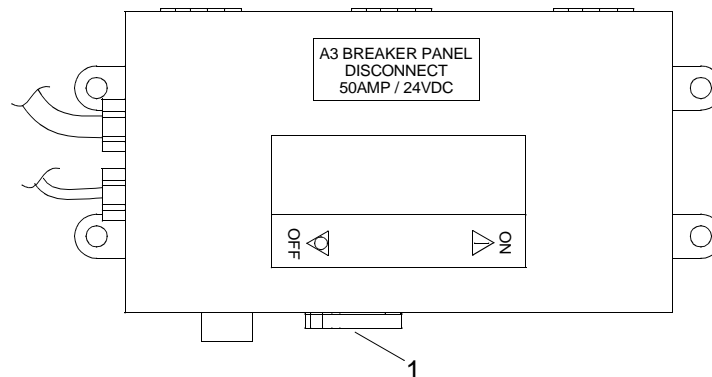 A3 BREAKER PANEL
DISCONNECT
50AMP / 24VDC
OFF
ON
1